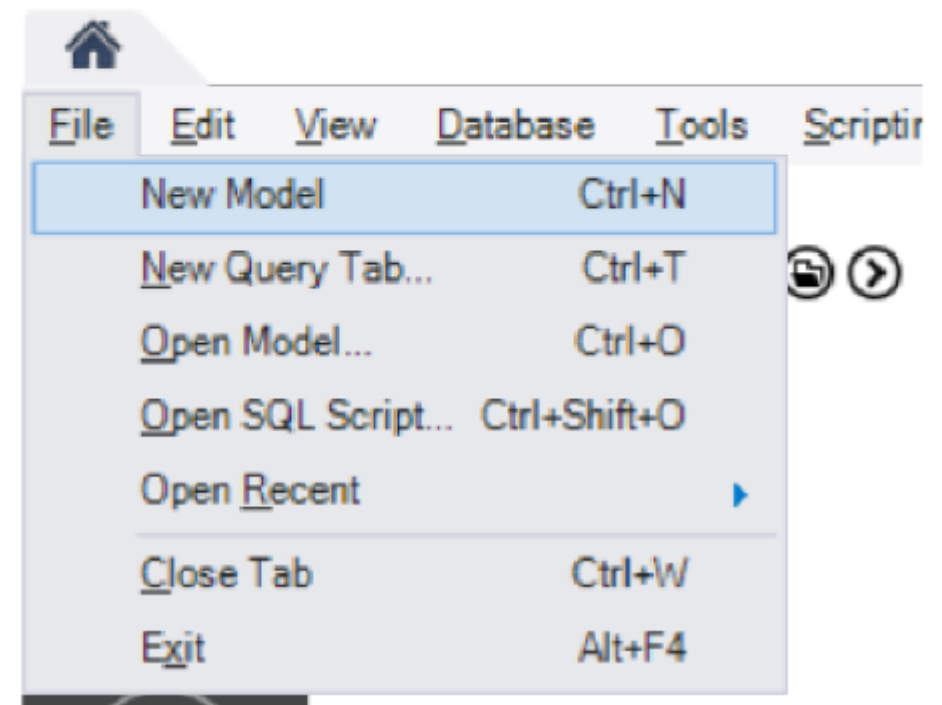 File Edit View Database Tools Scriptin
New Model Ctrl+N
New Query Tab... Ctrl+T
Open Model... Ctrl+O
Open SQL Script... Ctrl+Shift+O
Open Recent
Close Tab Ctrl+W
Exit Alt+F4